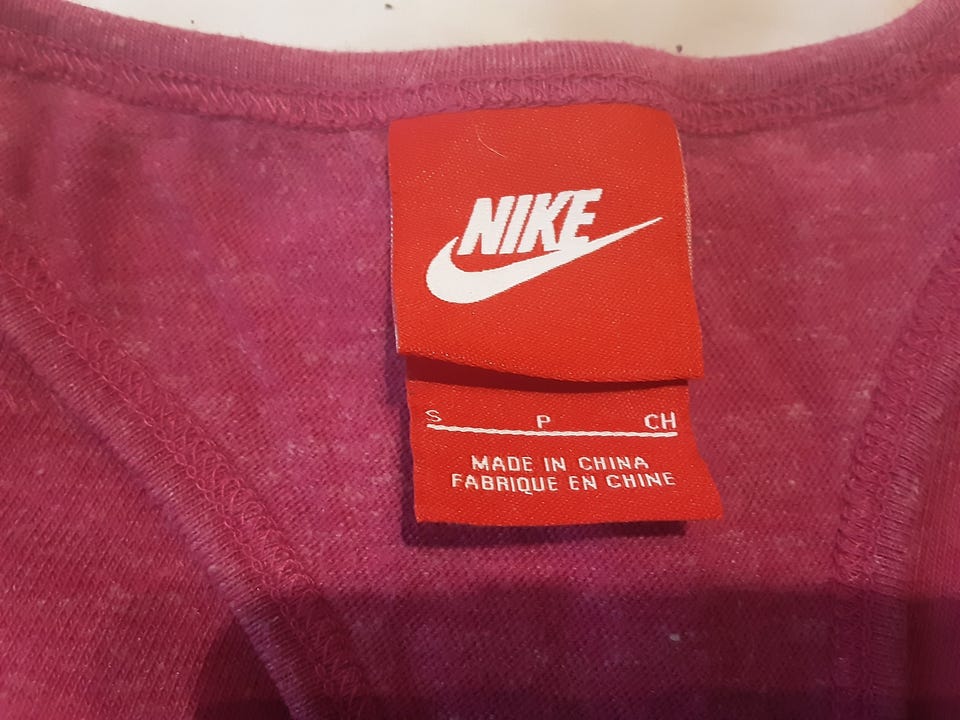 NIKE
S P CH
MADE IN CHINA
FABRIQUE EN CHINE